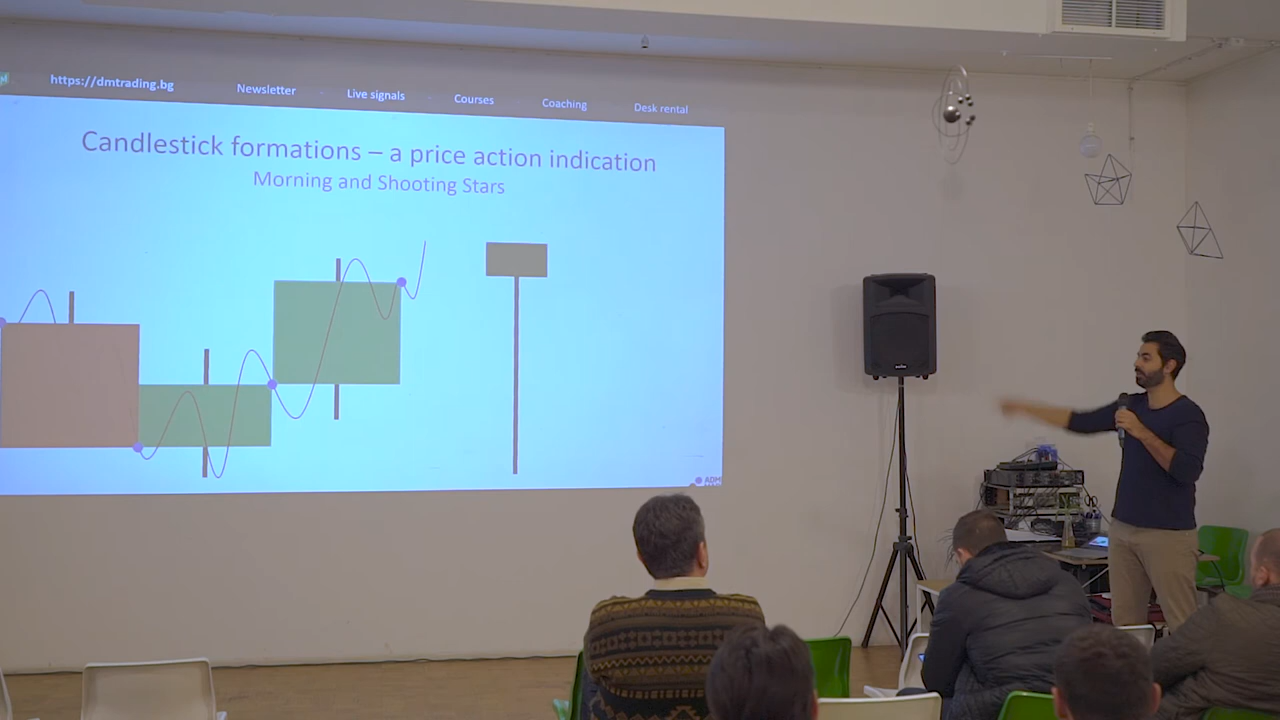 https://dmtrading.bg Newsletter Live signals Courses Coaching Desk rental
Candlestick formations – a price action indication
Morning and Shooting Stars
ADM